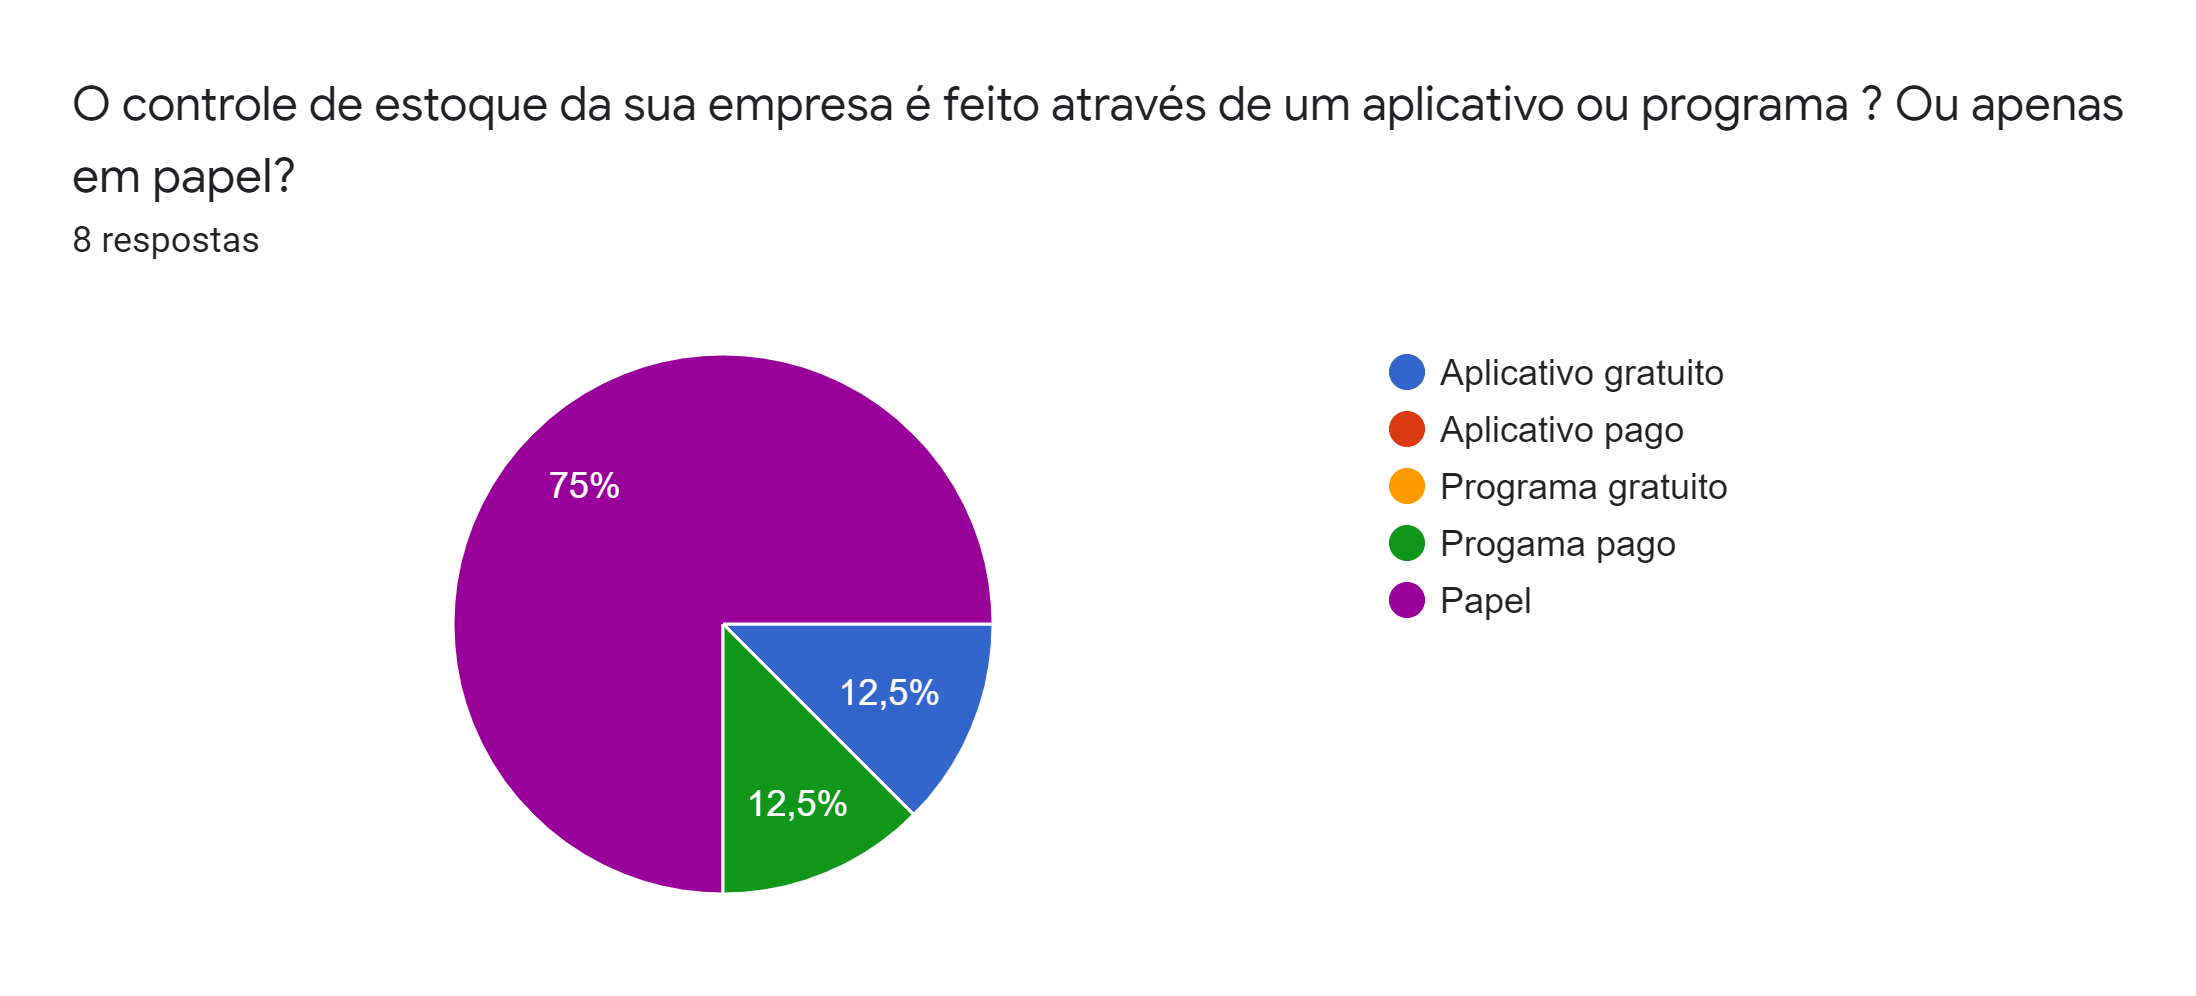 O controle de estoque da sua empresa é feito através de um aplicativo ou programa ? Ou apenas
em papel?
8 respostas
Aplicativo gratuito
Aplicativo pago
75%
Programa gratuito
Progama pago
Papel
12,5%
12,5%